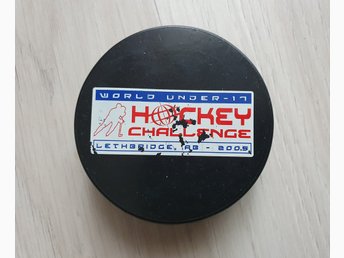 WORLD UNDER-17
HOCKEY
CHALLENGE
LETHBRIDGE, AB - 2005